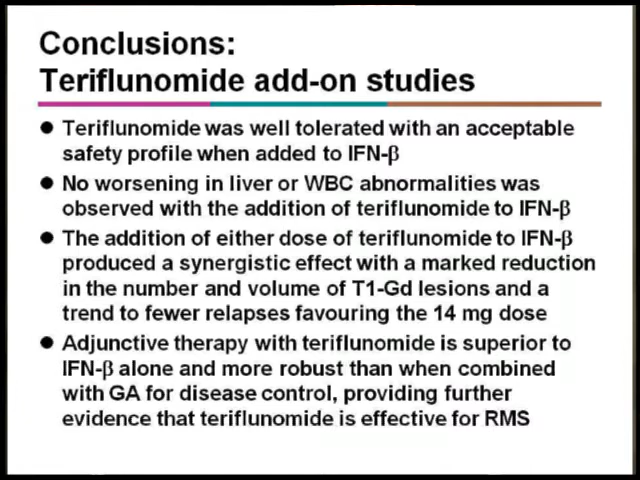 Conclusions:
Teriflunomide add-on studies
● Teriflunomide was well tolerated with an acceptable
safety profile when added to IFN-β
● No worsening in liver or WBC abnormalities was
observed with the addition of teriflunomide to IFN-β
● The addition of either dose of teriflunomide to IFN-β
produced a synergistic effect with a marked reduction
in the number and volume of T1-Gd lesions and a
trend to fewer relapses favouring the 14 mg dose
● Adjunctive therapy with teriflunomide is superior to
IFN-β alone and more robust than when combined
with GA for disease control, providing further
evidence that teriflunomide is effective for RMS